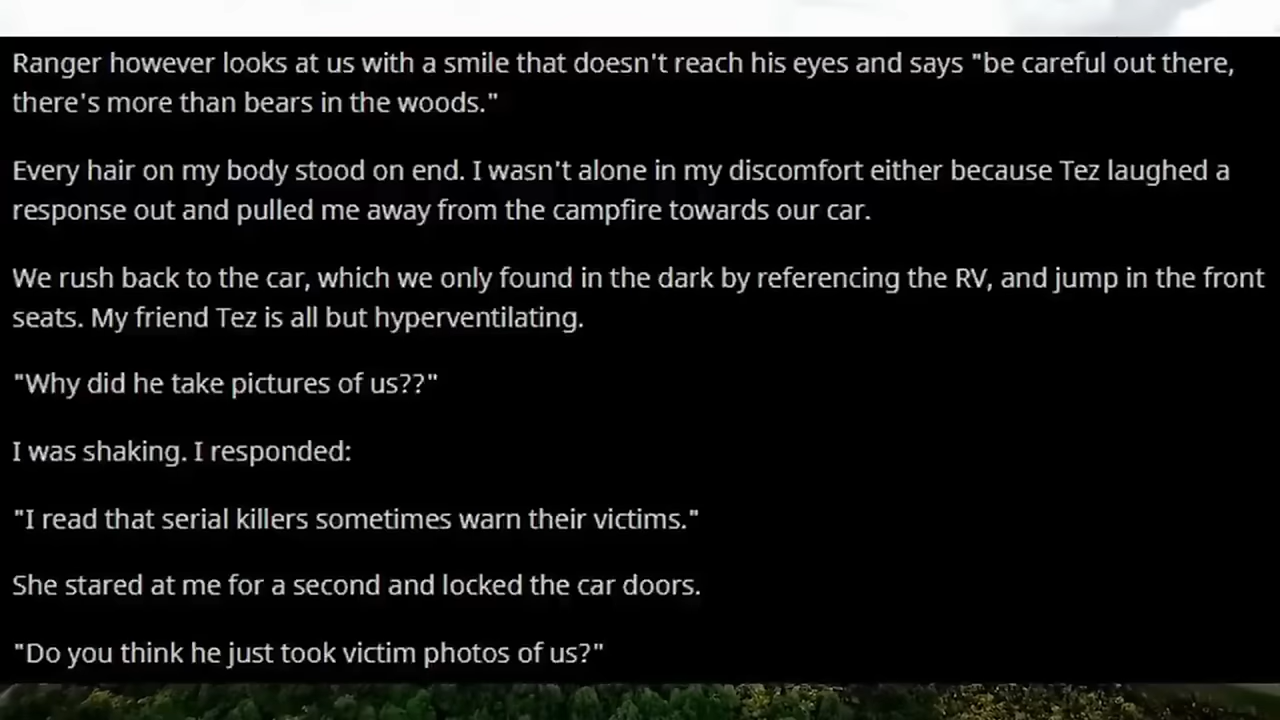 Ranger however looks at us with a smile that doesn't reach his eyes and says "be careful out there,
there's more than bears in the woods."
Every hair on my body stood on end. I wasn't alone in my discomfort either because Tez laughed a
response out and pulled me away from the campfire towards our car.
We rush back to the car, which we only found in the dark by referencing the RV, and jump in the front
seats. My friend Tez is all but hyperventilating.
"Why did he take pictures of us??"
I was shaking. I responded:
"I read that serial killers sometimes warn their victims."
She stared at me for a second and locked the car doors.
"Do you think he just took victim photos of us?"